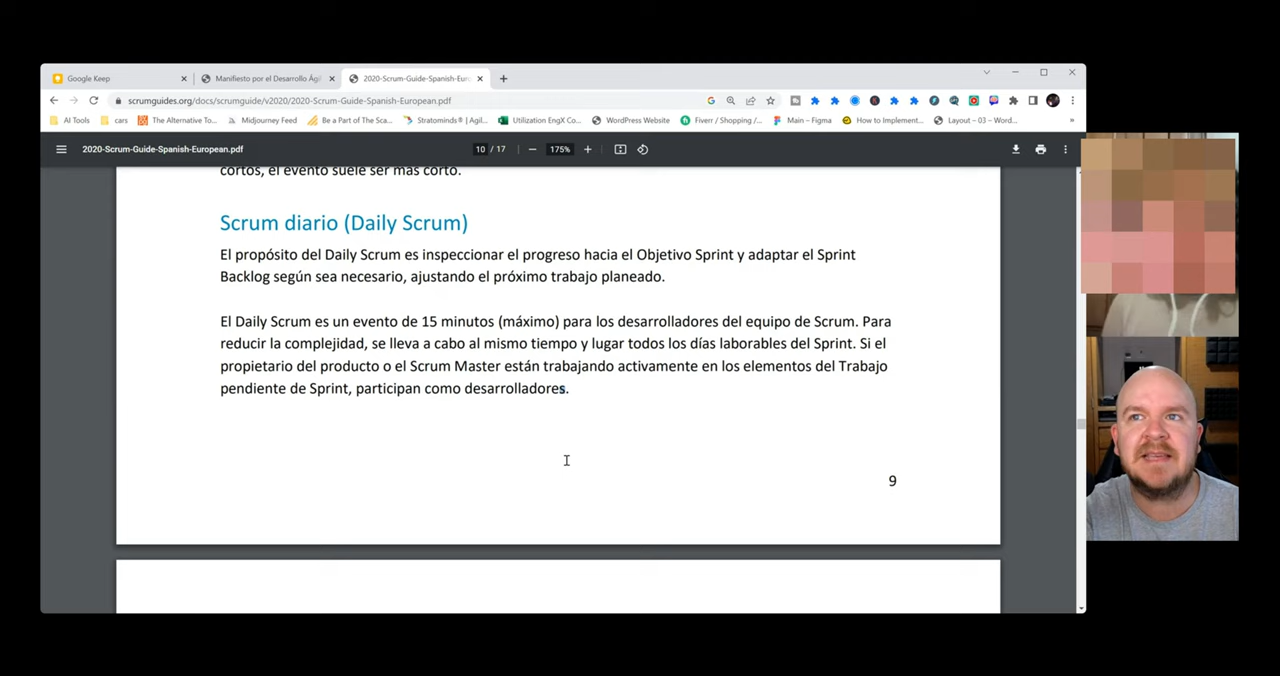 Google Keep
Manifiesto por el Desarrollo Ági
2020-Scrum-Guide-Spanish-Euro
scrumguides.org/docs/scrumguide/v2020/2020-Scrum-Guide-Spanish-European.pdf
AI Tools cars The Alternative To... Midjourney Feed Be a Part of The Sca... Stratominds® | Agil... Utilization EngX Co... WordPress Website Fiverr / Shopping /... Main – Figma How to Implement... Layout – 03 – Word... »
2020-Scrum-Guide-Spanish-European.pdf 10 / 17 175%
cortos, el evento suele ser más corto.
Scrum diario (Daily Scrum)
El propósito del Daily Scrum es inspeccionar el progreso hacia el Objetivo Sprint y adaptar el Sprint
Backlog según sea necesario, ajustando el próximo trabajo planeado.
El Daily Scrum es un evento de 15 minutos (máximo) para los desarrolladores del equipo de Scrum. Para
reducir la complejidad, se lleva a cabo al mismo tiempo y lugar todos los días laborables del Sprint. Si el
propietario del producto o el Scrum Master están trabajando activamente en los elementos del Trabajo
pendiente de Sprint, participan como desarrolladores.
9